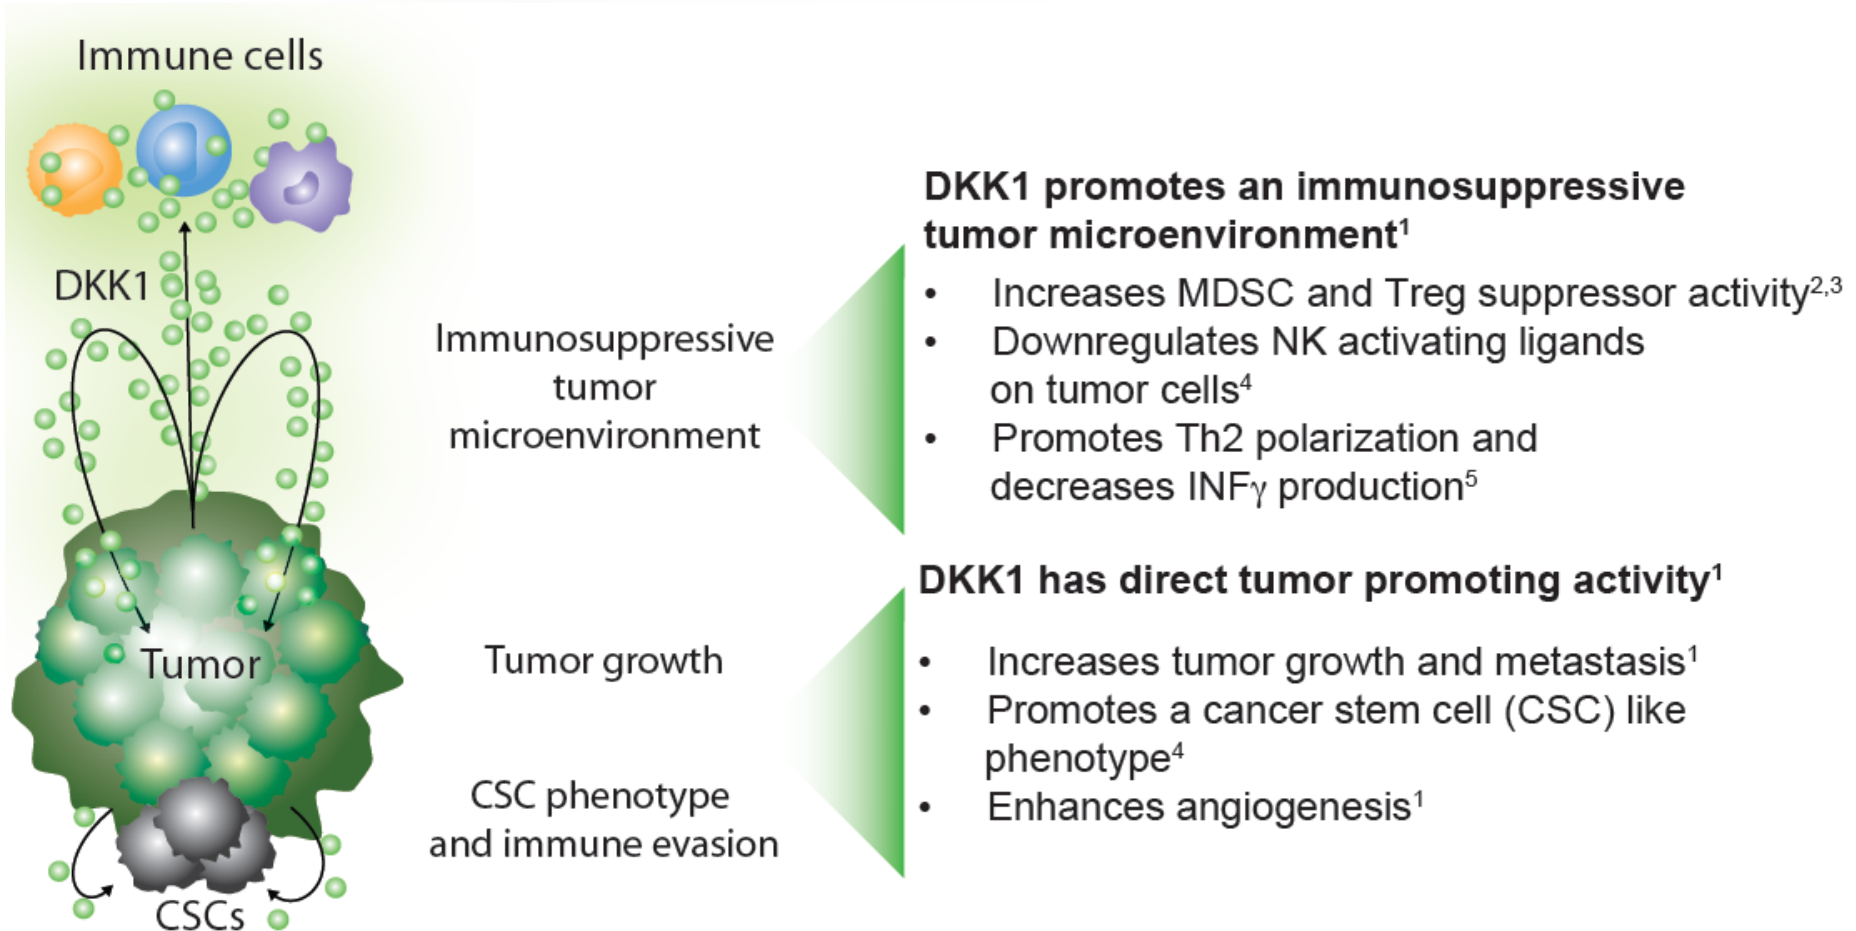 Immune cells
DKK1
Tumor
CSCs
Immunosuppressive
tumor
microenvironment
Tumor growth
CSC phenotype
and immune evasion
DKK1 promotes an immunosuppressive
tumor microenvironment¹
• Increases MDSC and Treg suppressor activity²,³
• Downregulates NK activating ligands
on tumor cells⁴
• Promotes Th2 polarization and
decreases INFγ production⁵
DKK1 has direct tumor promoting activity¹
• Increases tumor growth and metastasis¹
• Promotes a cancer stem cell (CSC) like
phenotype⁴
• Enhances angiogenesis¹